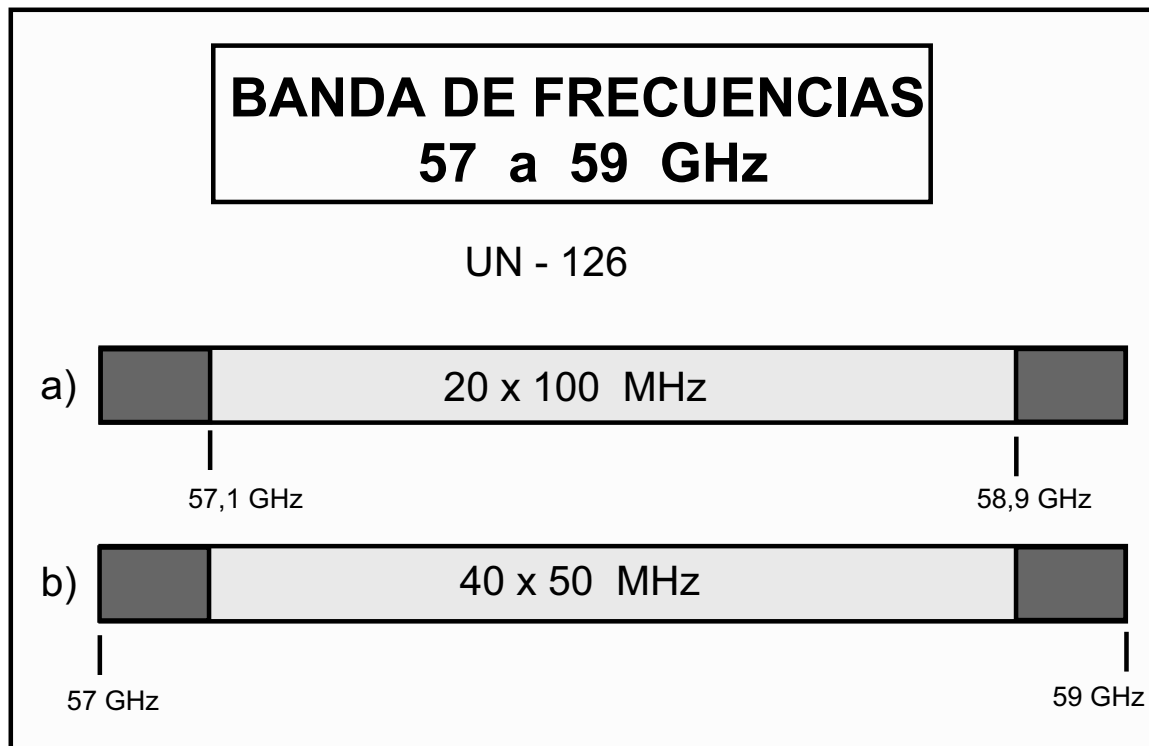 BANDA DE FRECUENCIAS
57 a 59 GHz
UN - 126
a)
20 x 100 MHz
57,1 GHz
58,9 GHz
b)
40 x 50 MHz
57 GHz
59 GHz